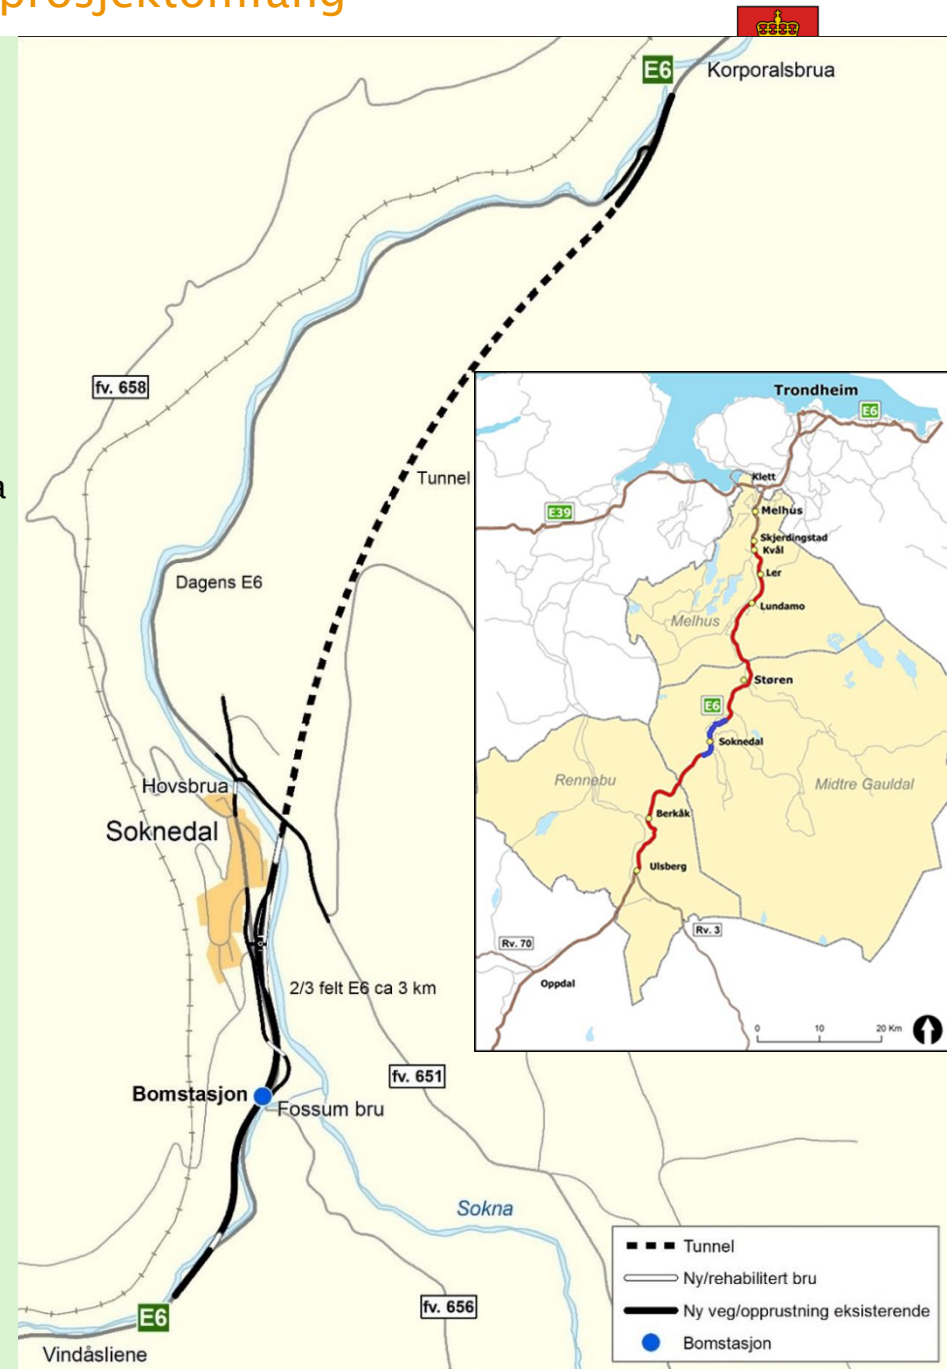 prosjektomfang
E6
Korporalsbrua
fv. 658
a
Tunnel
Dagens E6
Hovsbrua
Soknedal
2/3 felt E6 ca 3 km
fv. 651
Bomstasjon
Fossum bru
Sokna
fv. 656
E6
Vindåsliene
Trondheim
E6
Klett
E39
Melhus
Skjerdingstad
Kvål
Ler
Lundamo
Melhus
Støren
E6
Soknedal
Rennebu
Midtre Gauldal
Berkåk
Ulsberg
Rv. 3
Rv. 70
Oppdal
0 10 20 Km
Tunnel
Ny/rehabilitert bru
Ny veg/opprustning eksisterende
Bomstasjon